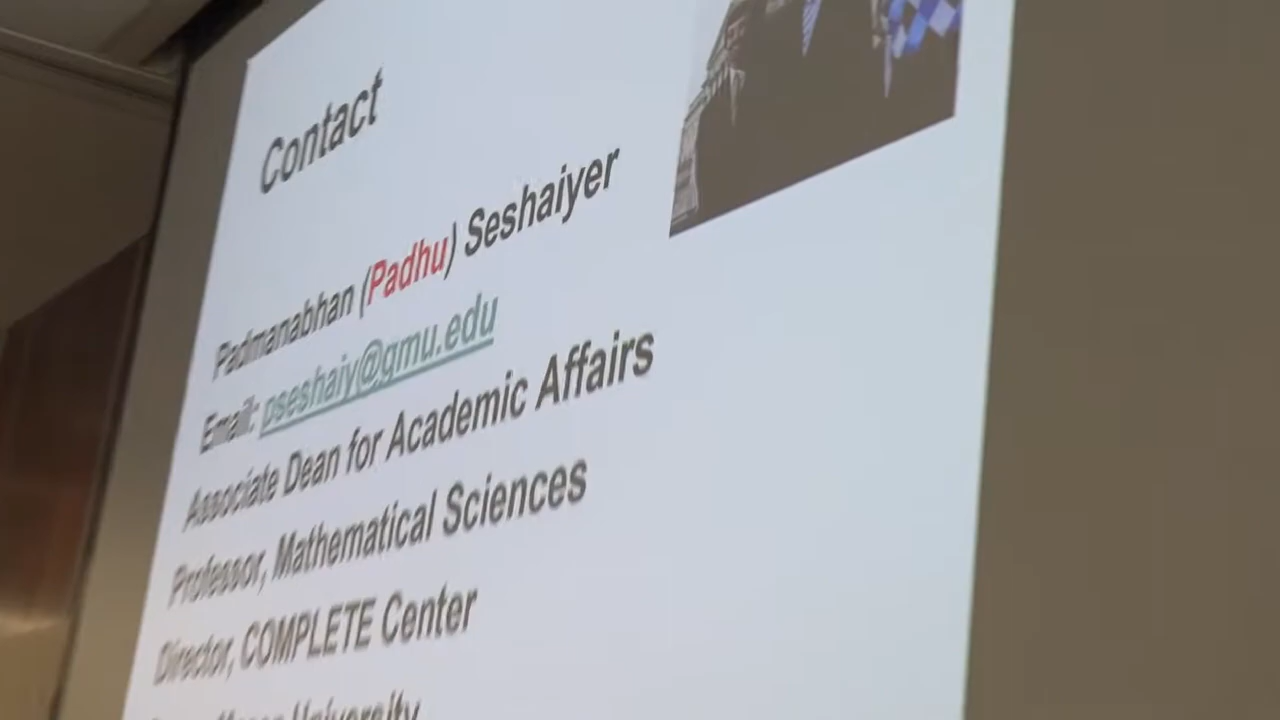 Contact
Padmanabhan (Padhu) Seshaiyer
Email: pseshaiy@gmu.edu
Associate Dean for Academic Affairs
Professor, Mathematical Sciences
Director, COMPLETE Center
University